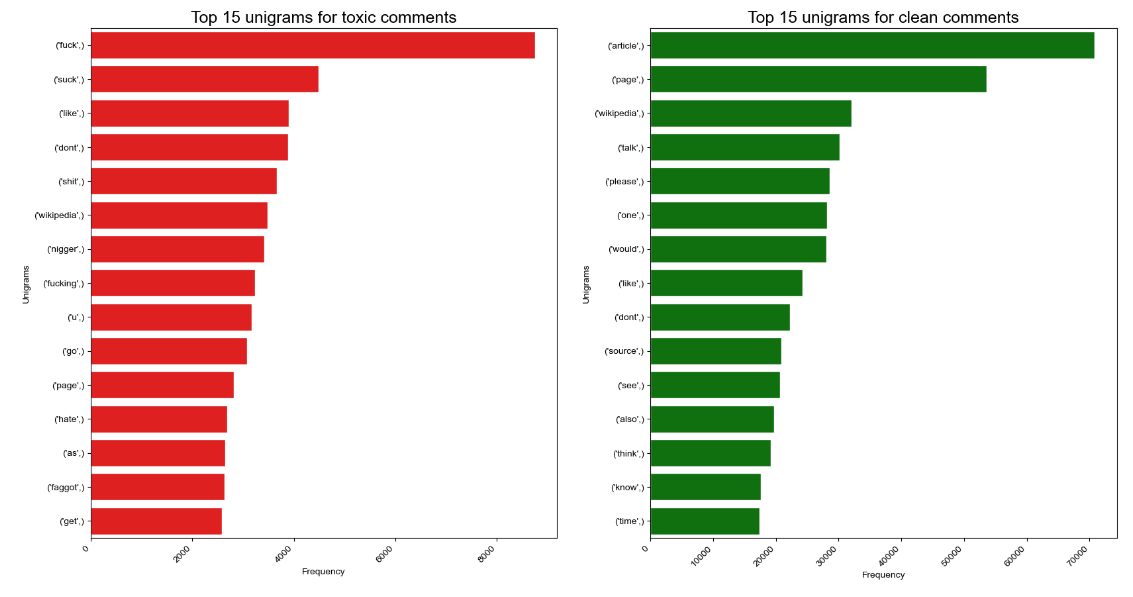 Top 15 unigrams for toxic comments
Unigrams
('fuck',)
('suck',)
('like',)
('dont',)
('shit',)
('wikipedia',)
('nigger',)
('fucking',)
('u',)
('go',)
('page',)
('hate',)
('as',)
('faggot',)
('get',)
0
2000
4000
6000
8000
Frequency
Top 15 unigrams for clean comments
Unigrams
('article',)
('page',)
('wikipedia',)
('talk',)
('please',)
('one',)
('would',)
('like',)
('dont',)
('source',)
('see',)
('also',)
('think',)
('know',)
('time',)
0
10000
20000
30000
40000
50000
60000
70000
Frequency